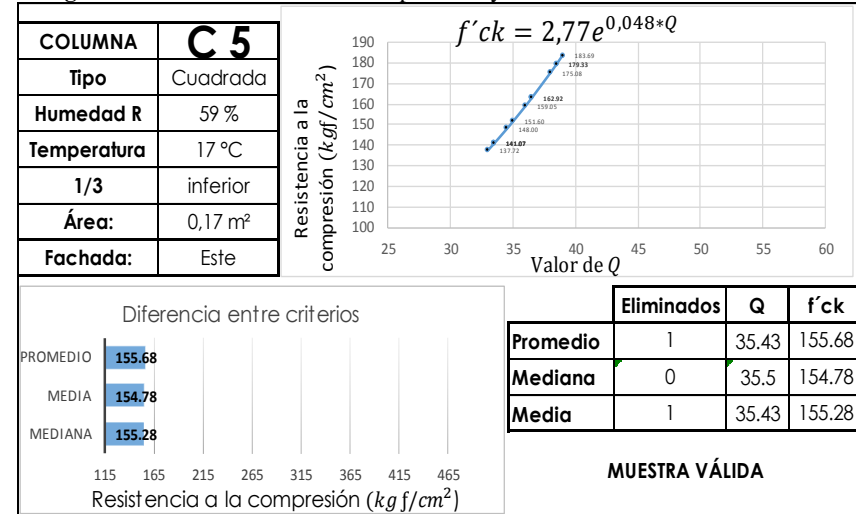 COLUMNA C 5
Tipo Cuadrada
Humedad R 59 %
Temperatura 17 ºC
1/3 inferior
Área: 0,17 m²
Fachada: Este
f´ck = 2,77e^0,048*Q
Resistencia a la
compresión (kgf/cm²)
190
180
170
160
150
140
130
120
110
100
183.69
179.33
175.08
162.92
159.05
151.60
148.00
141.07
137.72
25 30 35 40 45 50 55 60
Valor de Q
Diferencia entre criterios
PROMEDIO 155.68
MEDIA 154.78
MEDIANA 155.28
115 165 215 265 315 365 415 465
Resistencia a la compresión (kg f/cm²)
Eliminados Q f´ck
Promedio 1 35.43 155.68
Mediana 0 35.5 154.78
Media 1 35.43 155.28
MUESTRA VÁLIDA